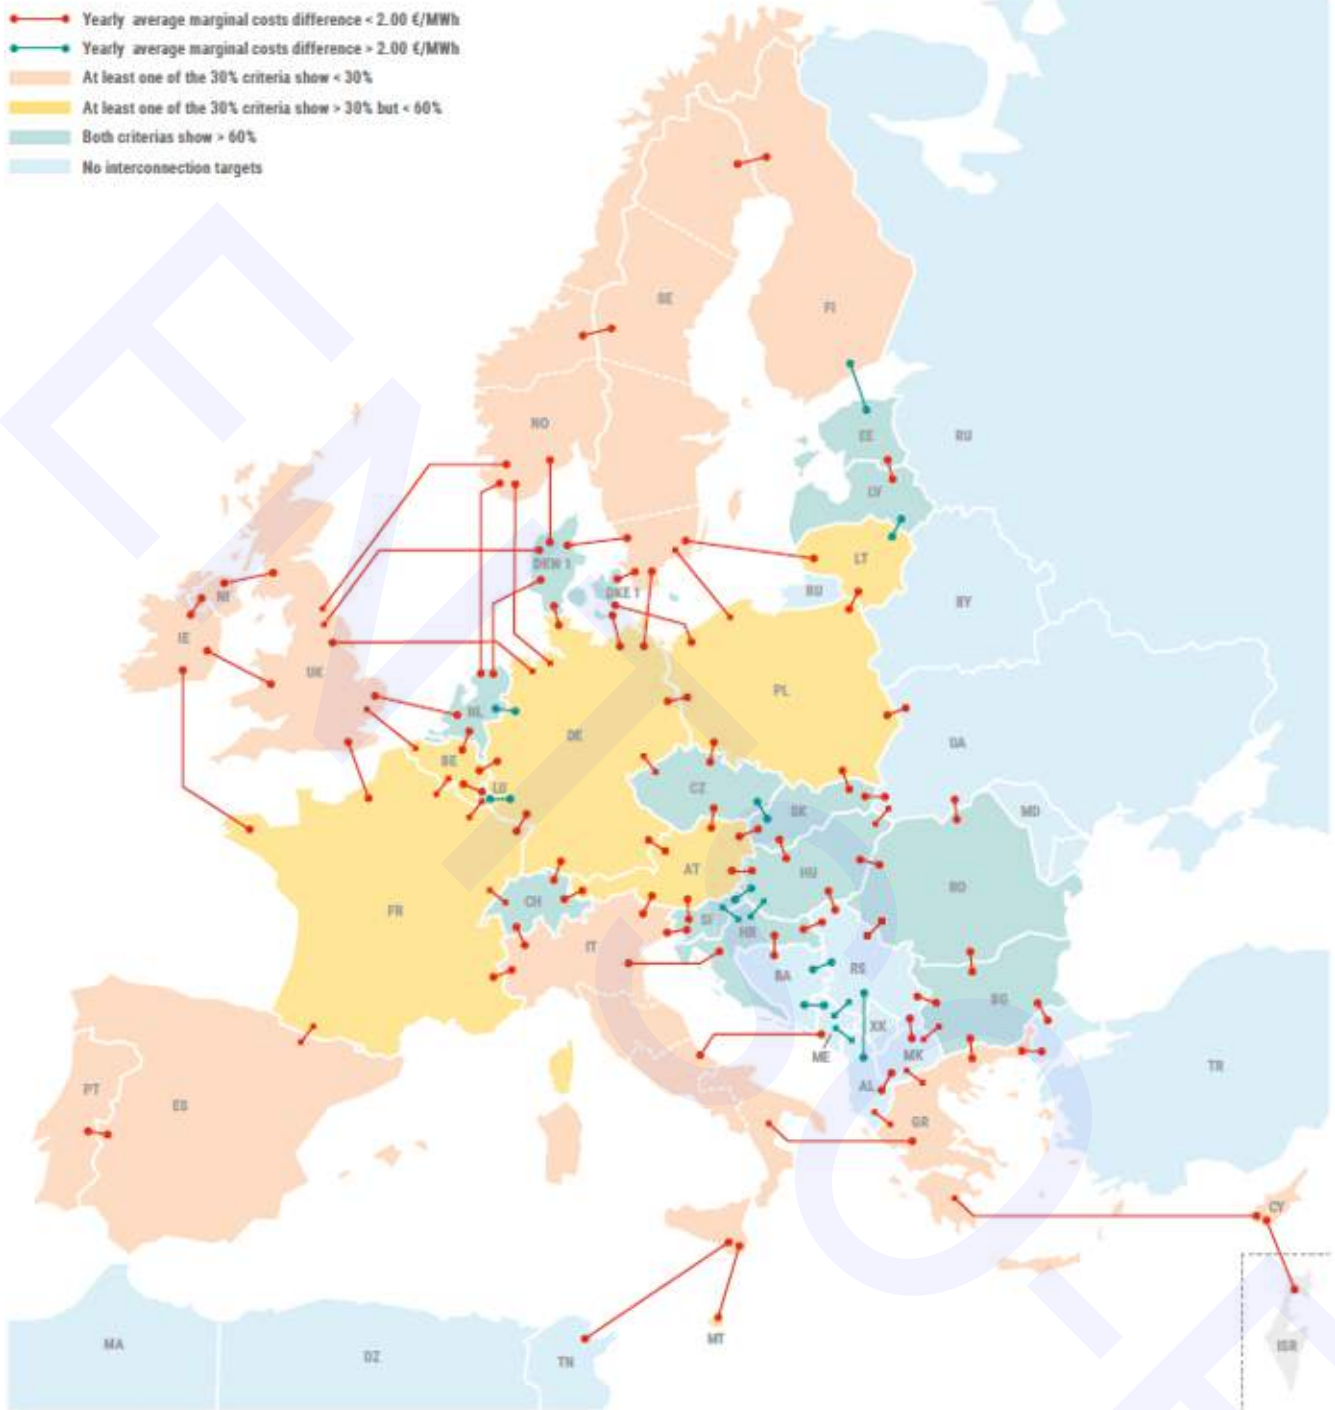 Yearly average marginal costs difference < 2.00 €/MWh
Yearly average marginal costs difference > 2.00 €/MWh
At least one of the 30% criteria show < 30%
At least one of the 30% criteria show > 30% but < 60%
Both criterias show > 60%
No interconnection targets
SE
FI
NO
EE
RU
LV
DKW 1
LT
DKE 1
RU
BY
NI
IE
UK
PL
NL
DE
UA
BE
LU
CZ
SK
MD
AT
HU
RO
CH
FR
SI
HR
IT
BA
RS
BG
XK
ME
MK
TR
PT
AL
ES
GR
CY
MA
DZ
TN
MT
ISR